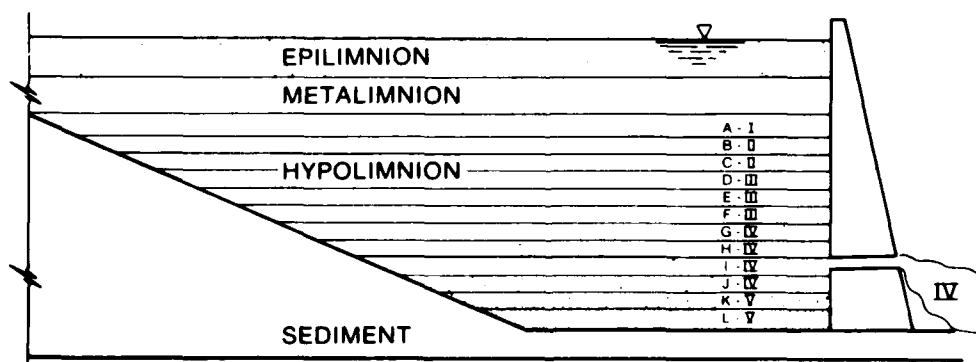 EPILIMNION
METALIMNION
HYPOLIMNION
A - I
B - II
C - II
D - III
E - III
F - III
G - IV
H - IV
I - IV
J - IV
K - V
L - V
IV
SEDIMENT